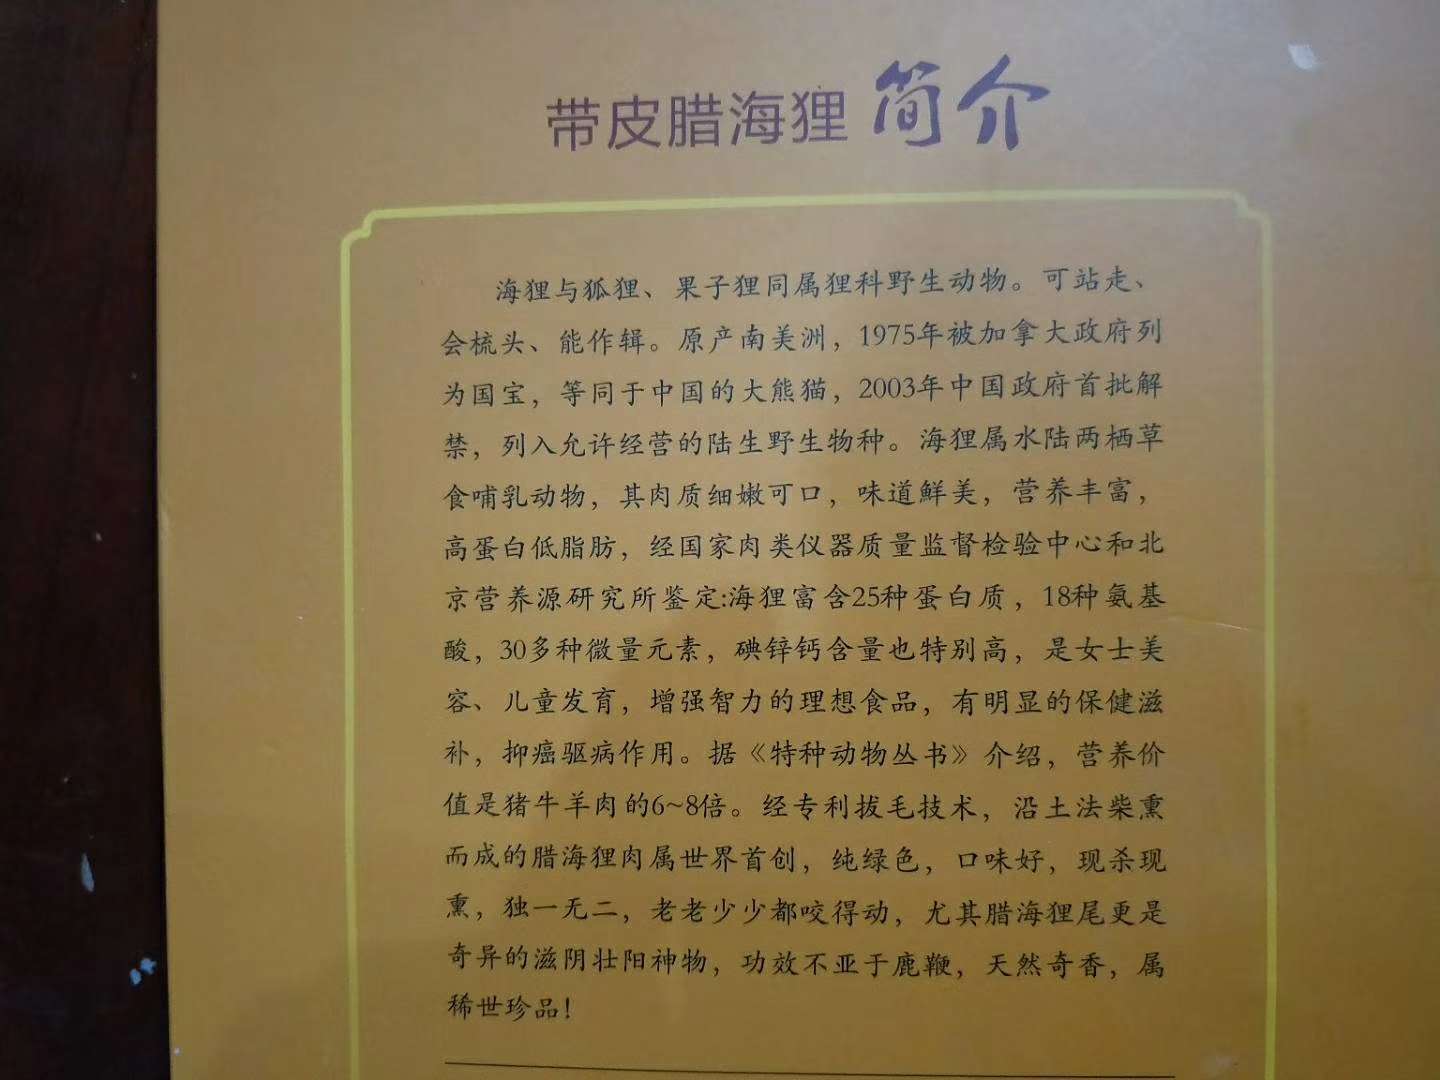 带皮腊海狸简介
海狸与狐狸、果子狸同属狸科野生动物。可站走、
会梳头、能作辑。原产南美洲，1975年被加拿大政府列
为国宝，等同于中国的大熊猫，2003年中国政府首批解
禁，列入允许经营的陆生野生物种。海狸属水陆两栖草
食哺乳动物，其肉质细嫩可口，味道鲜美，营养丰富，
高蛋白低脂肪，经国家肉类仪器质量监督检验中心和北
京营养源研究所鉴定:海狸富含25种蛋白质，18种氨基
酸，30多种微量元素，碘锌钙含量也特别高，是女士美
容、儿童发育，增强智力的理想食品，有明显的保健滋
补，抑癌驱病作用。据《特种动物丛书》介绍，营养价
值是猪牛羊肉的6~8倍。经专利拔毛技术，沿土法柴熏
而成的腊海狸肉属世界首创，纯绿色，口味好，现杀现
熏，独一无二，老老少少都咬得动，尤其腊海狸尾更是
奇异的滋阴壮阳神物，功效不亚于鹿鞭，天然奇香，属
稀世珍品！